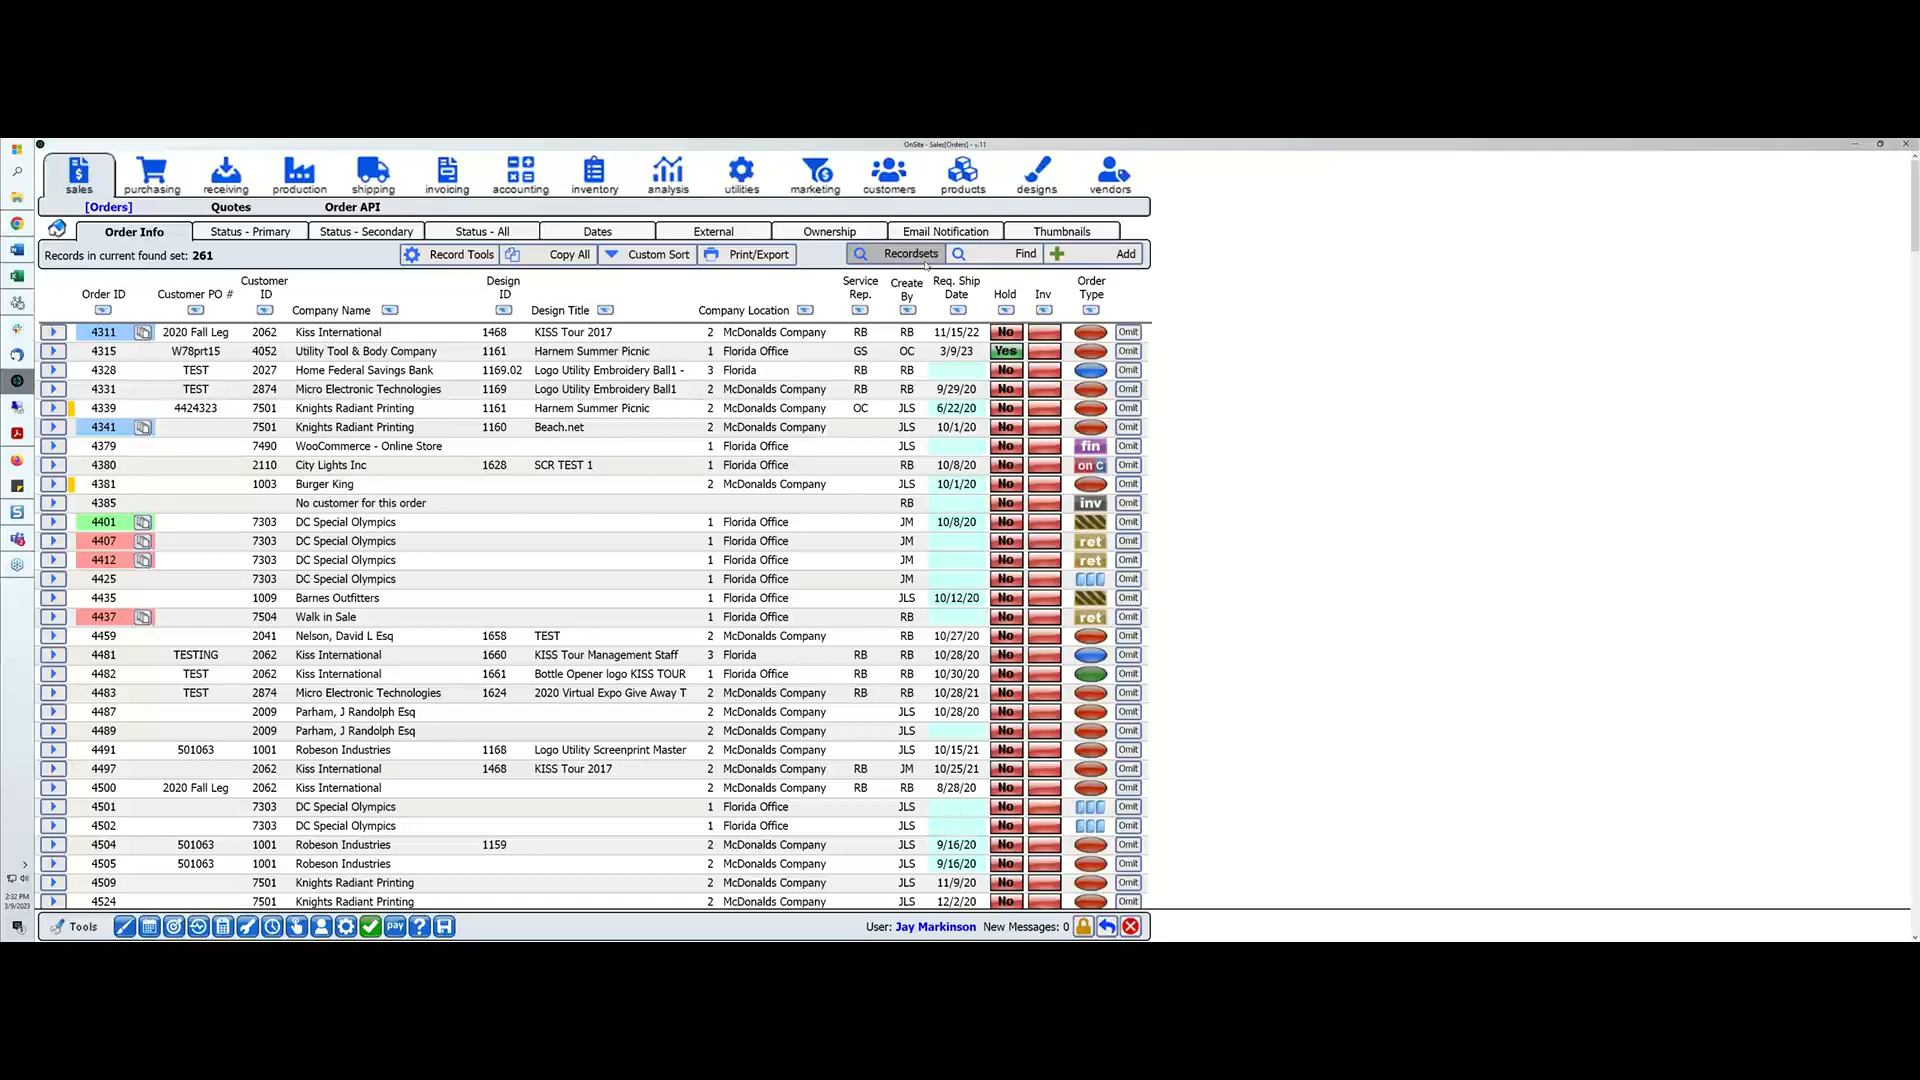 OnSite - Sales[Orders] - v.11
sales purchasing receiving production shipping invoicing accounting inventory analysis utilities marketing customers products designs vendors
[Orders] Quotes Order API
Order Info Status - Primary Status - Secondary Status - All Dates External Ownership Email Notification Thumbnails
Records in current found set: 261 Record Tools Copy All Custom Sort Print/Export Recordsets Find Add
Order ID Customer PO # Customer ID Company Name Design ID Design Title Company Location Service Rep. Create By Req. Ship Date Hold Inv Order Type
4311 2020 Fall Leg 2062 Kiss International 1468 KISS Tour 2017 2 McDonalds Company RB RB 11/15/22 No Omit
4315 W78prt15 4052 Utility Tool & Body Company 1161 Harnem Summer Picnic 1 Florida Office GS OC 3/9/23 Yes Omit
4328 TEST 2027 Home Federal Savings Bank 1169.02 Logo Utility Embroidery Ball1 - 3 Florida RB RB No Omit
4331 TEST 2874 Micro Electronic Technologies 1169 Logo Utility Embroidery Ball1 2 McDonalds Company RB RB 9/29/20 No Omit
4339 4424323 7501 Knights Radiant Printing 1161 Harnem Summer Picnic 2 McDonalds Company OC JLS 6/22/20 No Omit
4341 7501 Knights Radiant Printing 1160 Beach.net 2 McDonalds Company JLS 10/1/20 No Omit
4379 7490 WooCommerce - Online Store 1 Florida Office JLS No fin Omit
4380 2110 City Lights Inc 1628 SCR TEST 1 1 Florida Office RB 10/8/20 No on C Omit
4381 1003 Burger King 2 McDonalds Company JLS 10/1/20 No Omit
4385 No customer for this order RB No inv Omit
4401 7303 DC Special Olympics 1 Florida Office JM 10/8/20 No Omit
4407 7303 DC Special Olympics 1 Florida Office JM No ret Omit
4412 7303 DC Special Olympics 1 Florida Office JM No ret Omit
4425 7303 DC Special Olympics 1 Florida Office JM No Omit
4435 1009 Barnes Outfitters 1 Florida Office JLS 10/12/20 No Omit
4437 7504 Walk in Sale 1 Florida Office RB No ret Omit
4459 2041 Nelson, David L Esq 1658 TEST 2 McDonalds Company RB 10/27/20 No Omit
4481 TESTING 2062 Kiss International 1660 KISS Tour Management Staff 3 Florida RB RB 10/28/20 No Omit
4482 TEST 2062 Kiss International 1661 Bottle Opener logo KISS TOUR 1 Florida Office RB RB 10/30/20 No Omit
4483 TEST 2874 Micro Electronic Technologies 1624 2020 Virtual Expo Give Away T 2 McDonalds Company RB RB 10/28/21 No Omit
4487 2009 Parham, J Randolph Esq 2 McDonalds Company JLS 10/28/20 No Omit
4489 2009 Parham, J Randolph Esq 2 McDonalds Company JLS No Omit
4491 501063 1001 Robeson Industries 1168 Logo Utility Screenprint Master 2 McDonalds Company JLS 10/15/21 No Omit
4497 2062 Kiss International 1468 KISS Tour 2017 2 McDonalds Company RB JM 10/25/21 No Omit
4500 2020 Fall Leg 2062 Kiss International 2 McDonalds Company RB RB 8/28/20 No Omit
4501 7303 DC Special Olympics 1 Florida Office JLS No Omit
4502 7303 DC Special Olympics 1 Florida Office JLS No Omit
4504 501063 1001 Robeson Industries 1159 2 McDonalds Company JLS 9/16/20 No Omit
4505 501063 1001 Robeson Industries 2 McDonalds Company JLS 9/16/20 No Omit
4509 7501 Knights Radiant Printing 2 McDonalds Company JLS 11/9/20 No Omit
4524 7501 Knights Radiant Printing 2 McDonalds Company JLS 12/2/20 No Omit
2:32 PM
3/9/2023
Tools pay ? User: Jay Markinson New Messages: 0